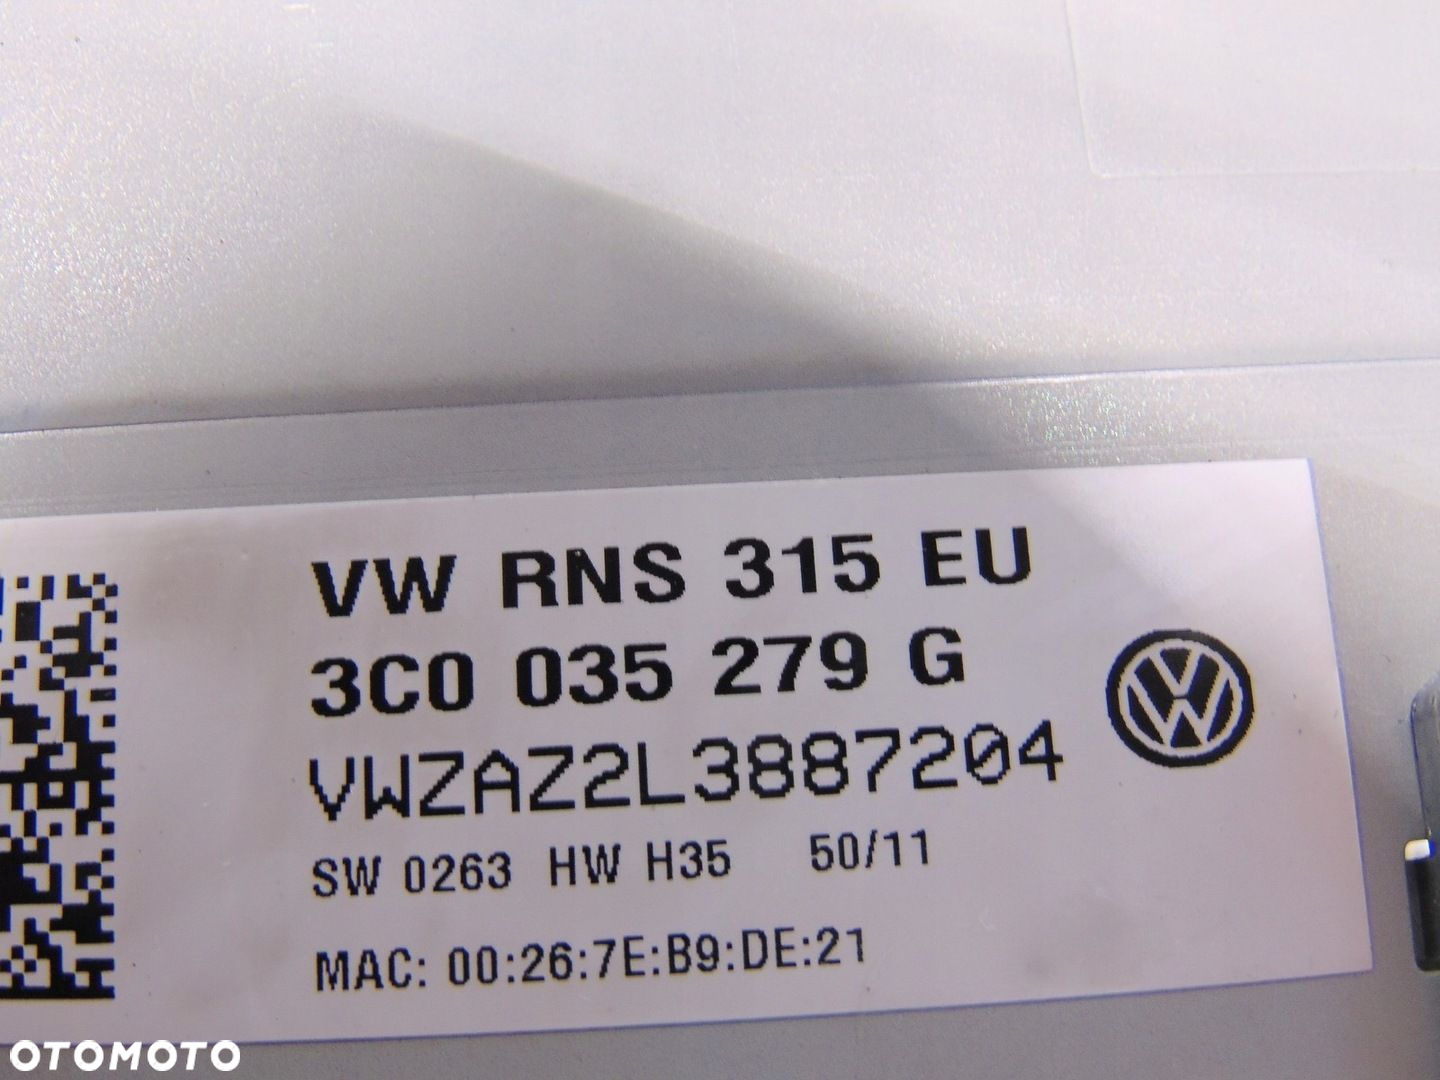 VW RNS 315 EU
3C0 035 279 G
VWZAZ2L3887204
SW 0263 HW H35 50/11
MAC: 00:26:7E:B9:DE:21
OTOMOTO